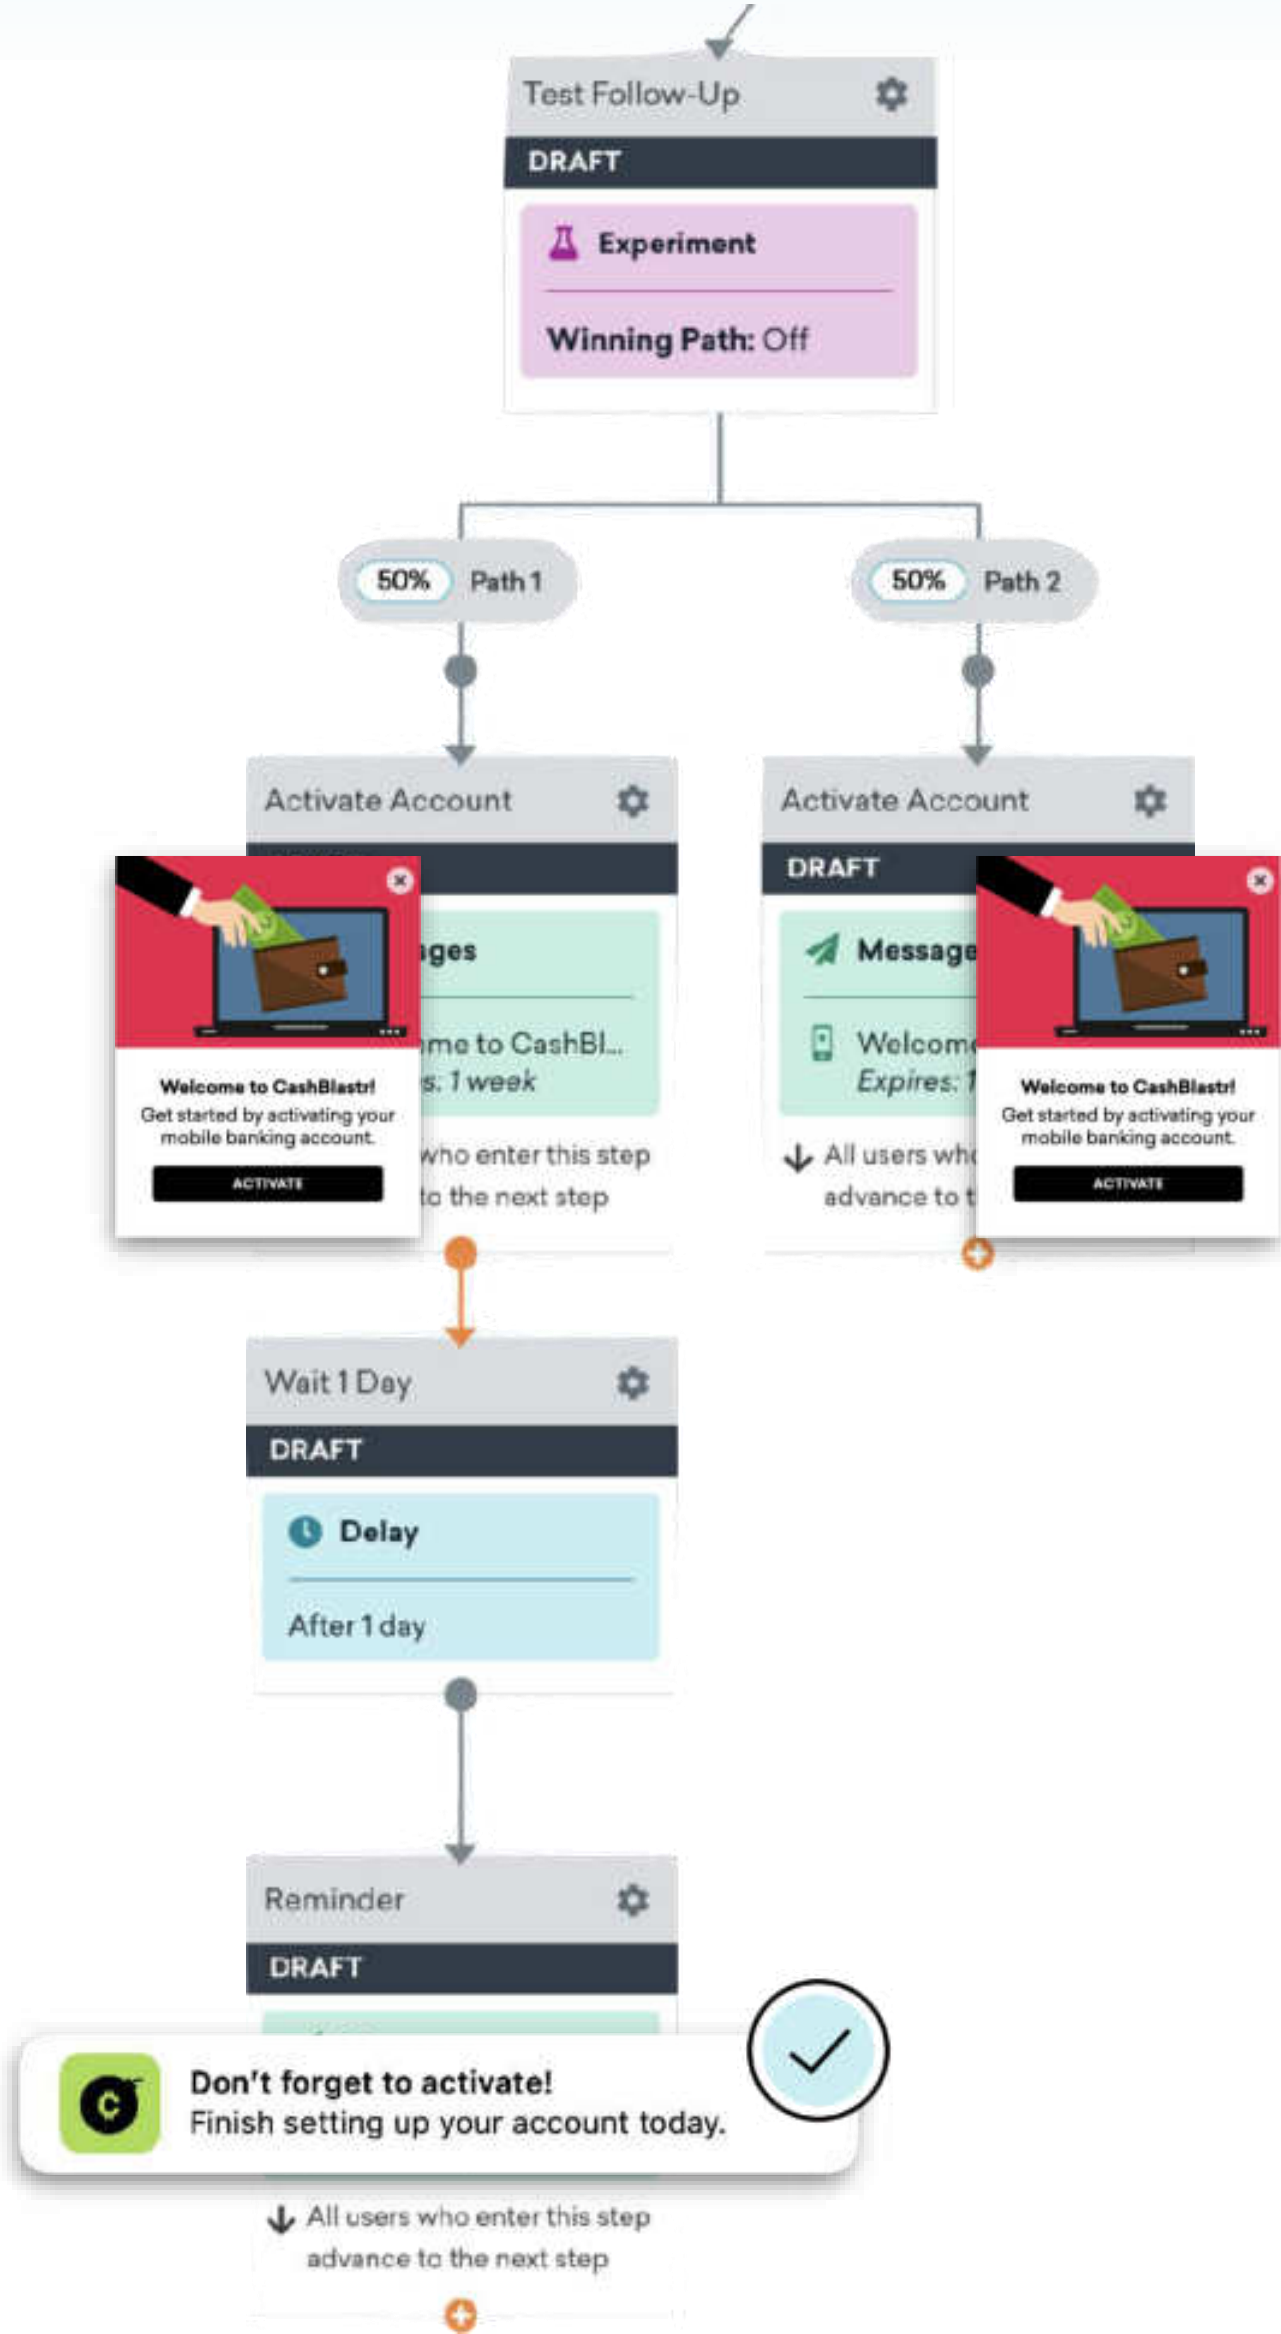 Test Follow-Up
DRAFT
Experiment
Winning Path: Off
50% Path 1
50% Path 2
Activate Account
ages
me to CashBl...
s: 1 week
who enter this step
to the next step
Welcome to CashBlastr!
Get started by activating your
mobile banking account.
ACTIVATE
Activate Account
DRAFT
Message
Welcome
Expires: 1
All users who
advance to t
Welcome to CashBlastr!
Get started by activating your
mobile banking account.
ACTIVATE
Wait 1 Day
DRAFT
Delay
After 1 day
Reminder
DRAFT
Don't forget to activate!
Finish setting up your account today.
All users who enter this step
advance to the next step